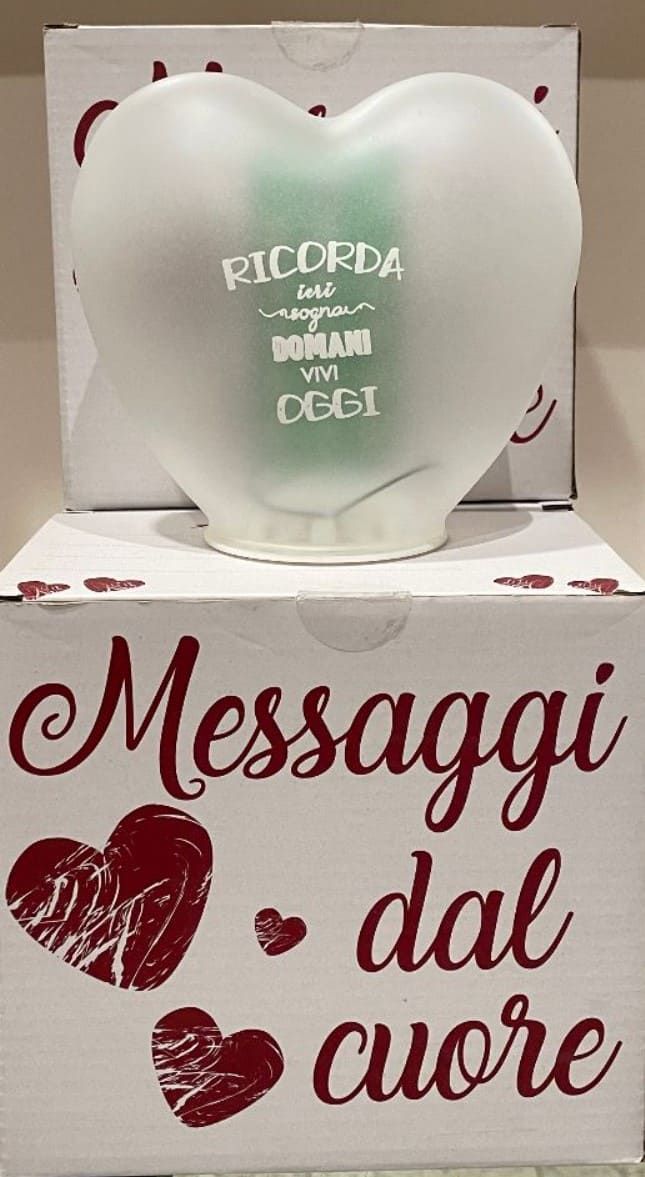 RICORDA
ieri
sogna
DOMANI
VIVI
OGGI
Messaggi
dal
cuore